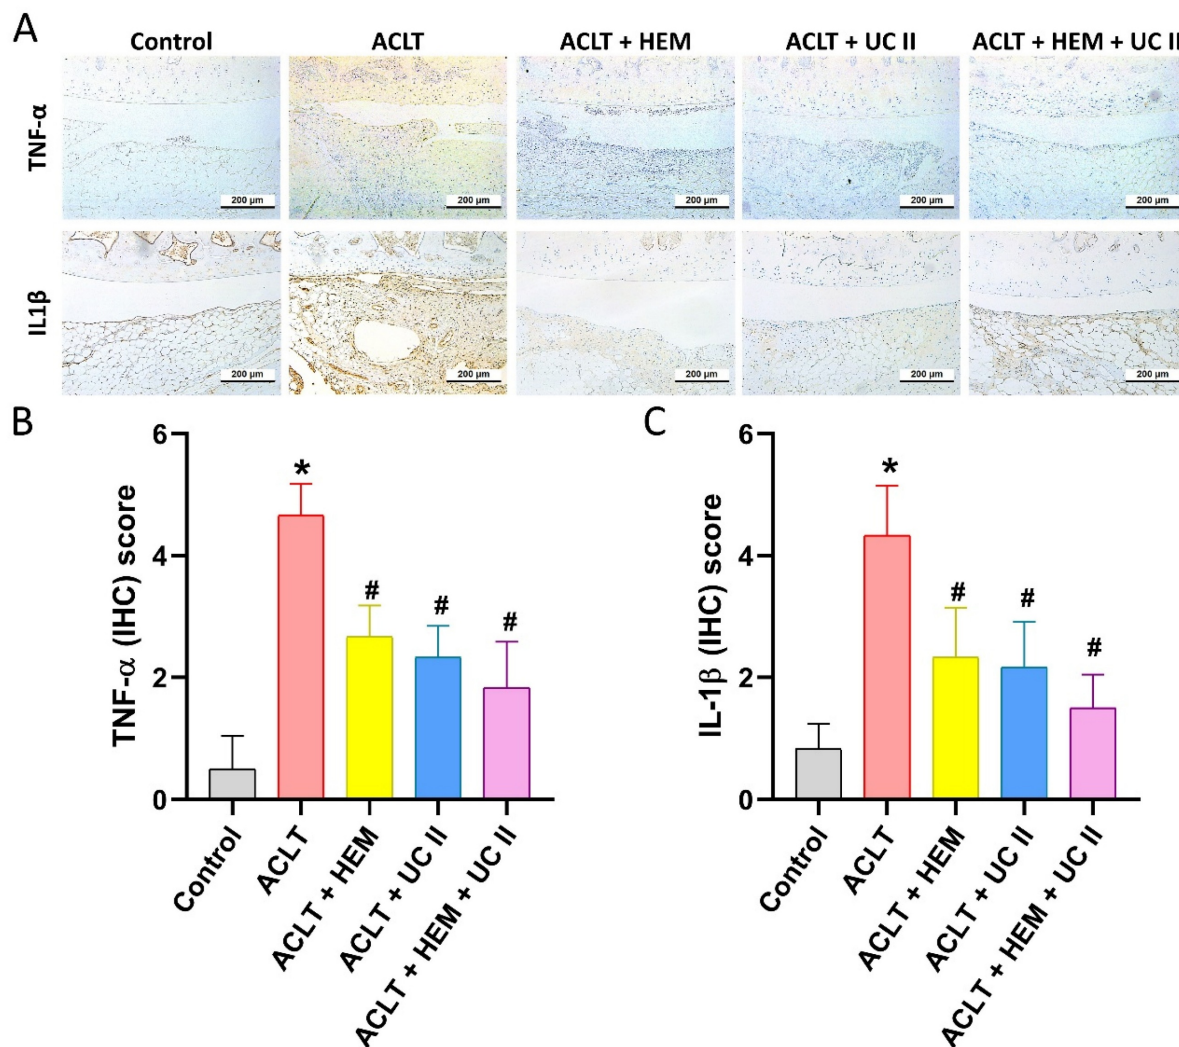 A
Control ACLT ACLT + HEM ACLT + UC II ACLT + HEM + UC II
TNF-α
200 µm 200 µm 200 µm 200 µm 200 µm
IL1β
200 µm 200 µm 200 µm 200 µm 200 µm
B
TNF-α (IHC) score
6
4
2
0
* # # #
Control ACLT ACLT + HEM ACLT + UC II ACLT + HEM + UC II
C
IL-1β (IHC) score
6
4
2
0
* # # #
Control ACLT ACLT + HEM ACLT + UC II ACLT + HEM + UC II